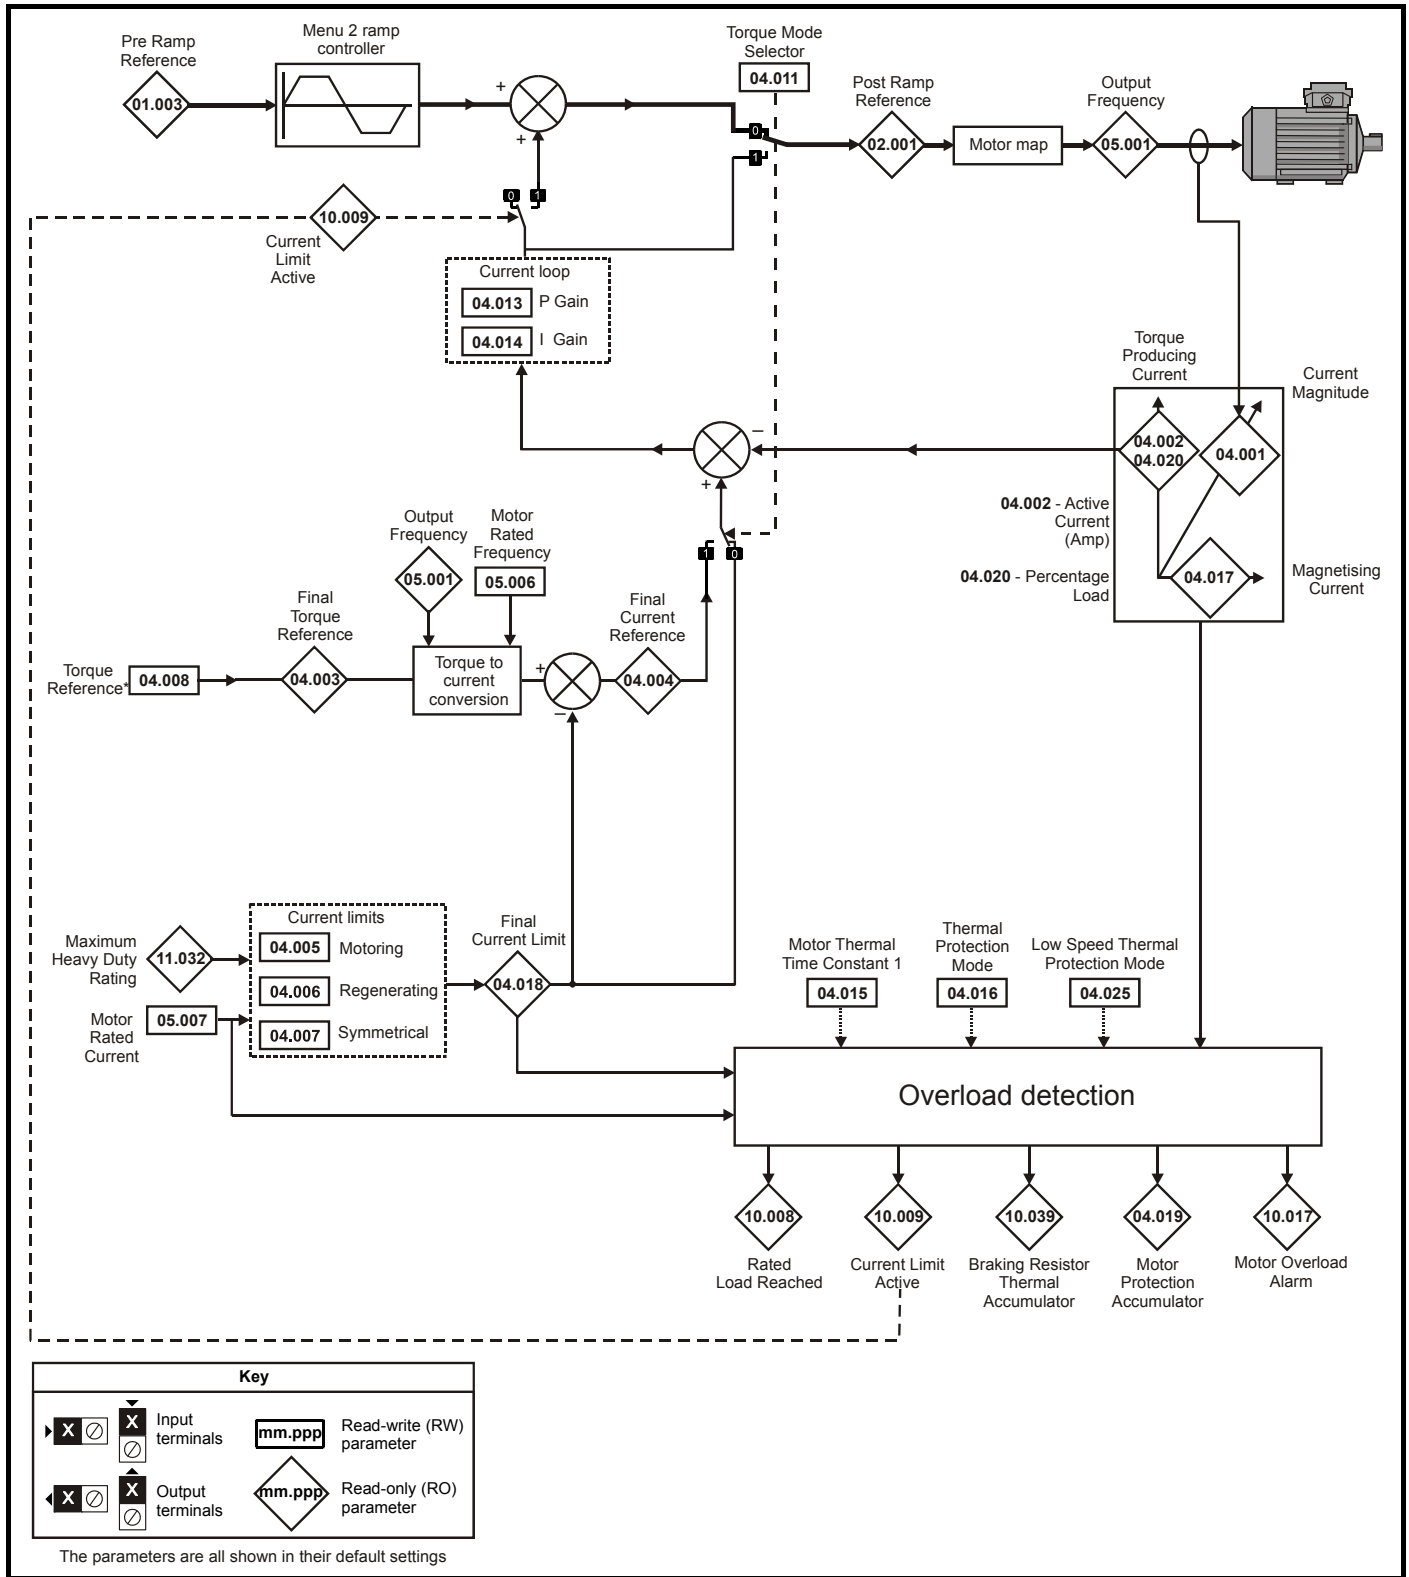 Pre Ramp
Reference
01.003
Menu 2 ramp
controller
+
+
Torque Mode
Selector
04.011
0
1
Post Ramp
Reference
02.001
Motor map
Output
Frequency
05.001
0 1
10.009
Current
Limit
Active
Current loop
04.013 P Gain
04.014 I Gain
Torque
Producing
Current
Current
Magnitude
04.002
04.020
04.001
04.002 - Active
Current
(Amp)
04.020 - Percentage
Load
04.017
Magnetising
Current
–
+
1 0
Output
Frequency
05.001
Motor
Rated
Frequency
05.006
Final
Torque
Reference
Final
Current
Reference
Torque
Reference*
04.008
04.003
Torque to
current
conversion
+
–
04.004
Maximum
Heavy Duty
Rating
11.032
Motor
Rated
Current
05.007
Current limits
04.005 Motoring
04.006 Regenerating
04.007 Symmetrical
Final
Current Limit
04.018
Motor Thermal
Time Constant 1
04.015
Thermal
Protection
Mode
04.016
Low Speed Thermal
Protection Mode
04.025
Overload detection
10.008
Rated
Load Reached
10.009
Current Limit
Active
10.039
Braking Resistor
Thermal
Accumulator
04.019
Motor
Protection
Accumulator
10.017
Motor Overload
Alarm
Key
X
X
Input
terminals
mm.ppp
Read-write (RW)
parameter
X
X
Output
terminals
mm.ppp
Read-only (RO)
parameter
The parameters are all shown in their default settings